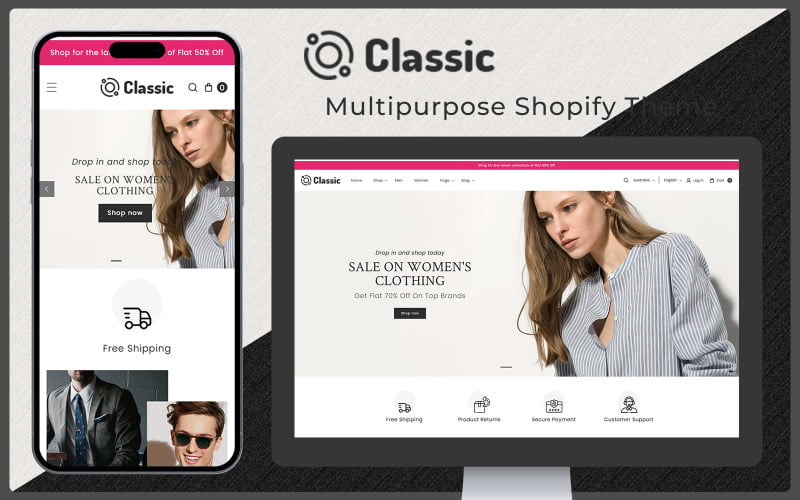 Classic
Multipurpose Shopify Theme
Shop for the la of Flat 50% Off
Classic
0
Drop in and shop today
SALE ON WOMEN'S
CLOTHING
Shop now
Free Shipping
Shop for the latest collection of Flat 50% Off
Classic
Home Shop Men Women Page Blog
Australia English Log in Cart 0
Drop in and shop today
SALE ON WOMEN'S
CLOTHING
Get Flat 70% Off On Top Brands
Shop now
Free Shipping Product Returns Secure Payment Customer Support